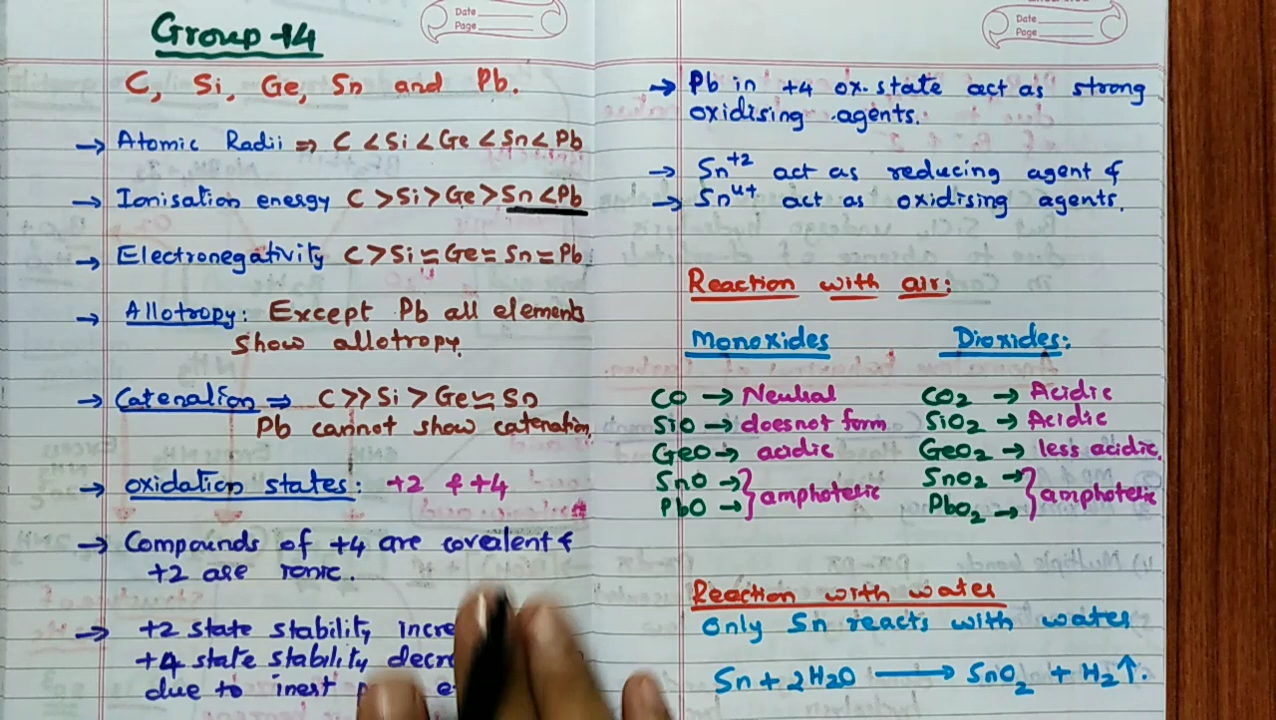 Group-14
Date
Page
C, Si, Ge, Sn and Pb.
→ Atomic Radii ⇒ C < Si < Ge < Sn < Pb
→ Ionisation energy C > Si > Ge > Sn < Pb
→ Electronegativity C > Si ≈ Ge ≈ Sn ≈ Pb
→ Allotropy: Except Pb all elements
show allotropy.
→ Catenation ⇒ C >> Si > Ge ≈ Sn
Pb cannot show catenation.
→ oxidation states: +2 & +4
→ Compounds of +4 are covalent &
+2 are ionic.
→ +2 state stability incre
+4 state stability decre
due to inert
Date
Page
→ Pb in +4 ox. state act as strong
oxidising agents.
→ Sn+2 act as reducing agent &
→ Sn4+ act as oxidising agents.
Reaction with air:
Monoxides Dioxides:
CO → Neutral CO2 → Acidic
SiO → doesnot form SiO2 → Acidic
GeO → acidic GeO2 → less acidic.
SnO → SnO2 →
} amphoteric } amphoteric
PbO → PbO2 →
Reaction with water
Only Sn reacts with water
Sn + 2H2O ⟶ SnO2 + H2↑.